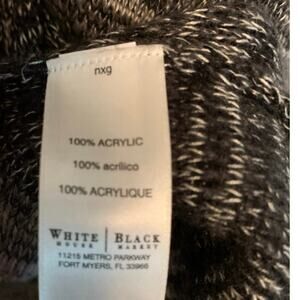 nxg
100% ACRYLIC
100% acrílico
100% ACRYLIQUE
WHITE | BLACK
HOUSE | MARKET
11215 METRO PARKWAY
FORT MYERS, FL 33966